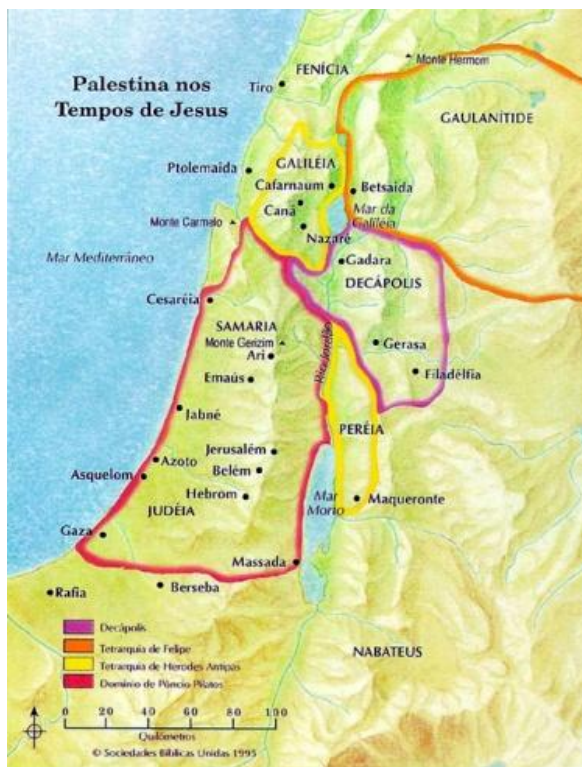 Palestina nos
Tempos de Jesus
FENÍCIA
Monte Hermom
Tiro
GAULANÍTIDE
Ptolemaida
GALILÉIA
Cafarnaum
Betsaida
Caná
Mar da
Galiléia
Monte Carmelo
Nazaré
Mar Mediterrâneo
Gadara
DECÁPOLIS
Cesaréia
SAMARIA
Monte Gerizim
Ari
Rio Jordão
Gerasa
Emaús
Filadélfia
Jabné
PERÉIA
Jerusalém
Azoto
Belém
Asquelom
Hebrom
Mar
Morto
Maqueronte
JUDÉIA
Gaza
Massada
Berseba
Rafia
NABATEUS
Decápolis
Tetrarquia de Felipe
Tetrarquia de Herodes Antipas
Domínio de Pôncio Pilatos
0 20 40 60 80 100
Quilômetros
© Sociedades Bíblicas Unidas 1995